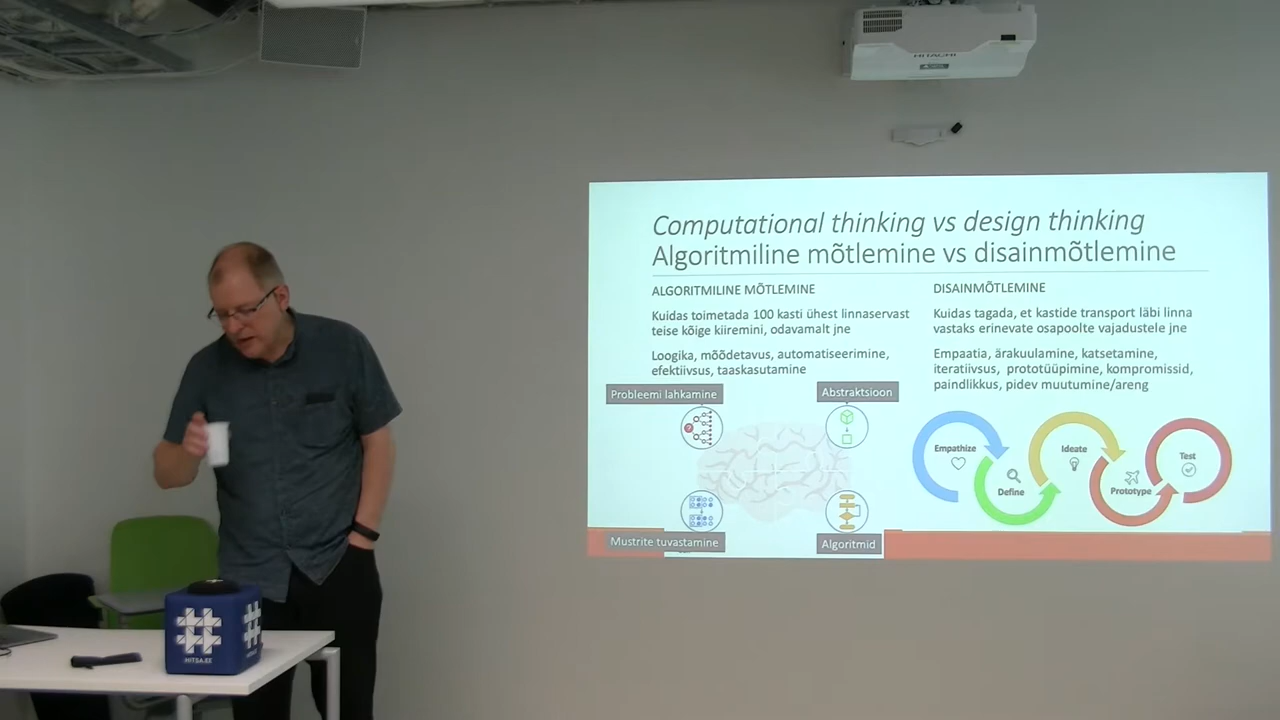 HITACHI
Computational thinking vs design thinking
Algoritmiline mõtlemine vs disainmõtlemine
ALGORITMILINE MÕTLEMINE
Kuidas toimetada 100 kasti ühest linnaservast
teise kõige kiiremini, odavamalt jne
Loogika, mõõdetavus, automatiseerimine,
efektiivsus, taaskasutamine
Probleemi lahkamine
Abstraktsioon
Mustrite tuvastamine
Algoritmid
DISAINMÕTLEMINE
Kuidas tagada, et kastide transport läbi linna
vastaks erinevate osapoolte vajadustele jne
Empaatia, ärakuulamine, katsetamine,
iteratiivsus, prototüüpimine, kompromissid,
paindlikkus, pidev muutumine/areng
Empathize
Define
Ideate
Prototype
Test
HITSA.EE